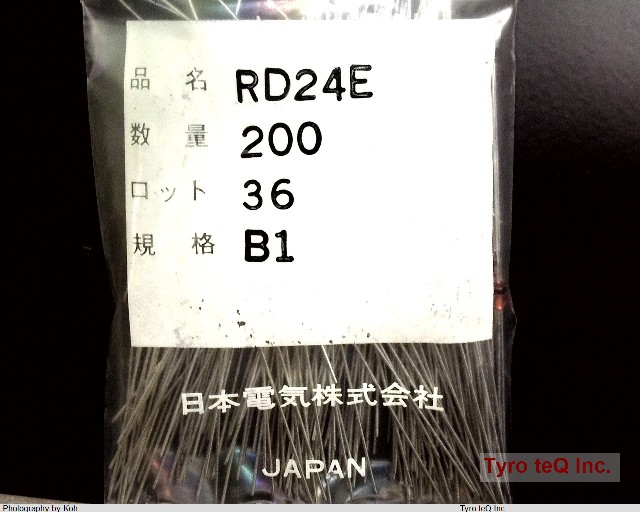 品 名 RD24E
数 量 200
ロット 36
規 格 B1
日本電気株式会社
JAPAN
Tyro teQ Inc.
Photography by Koh Tyro teQ Inc